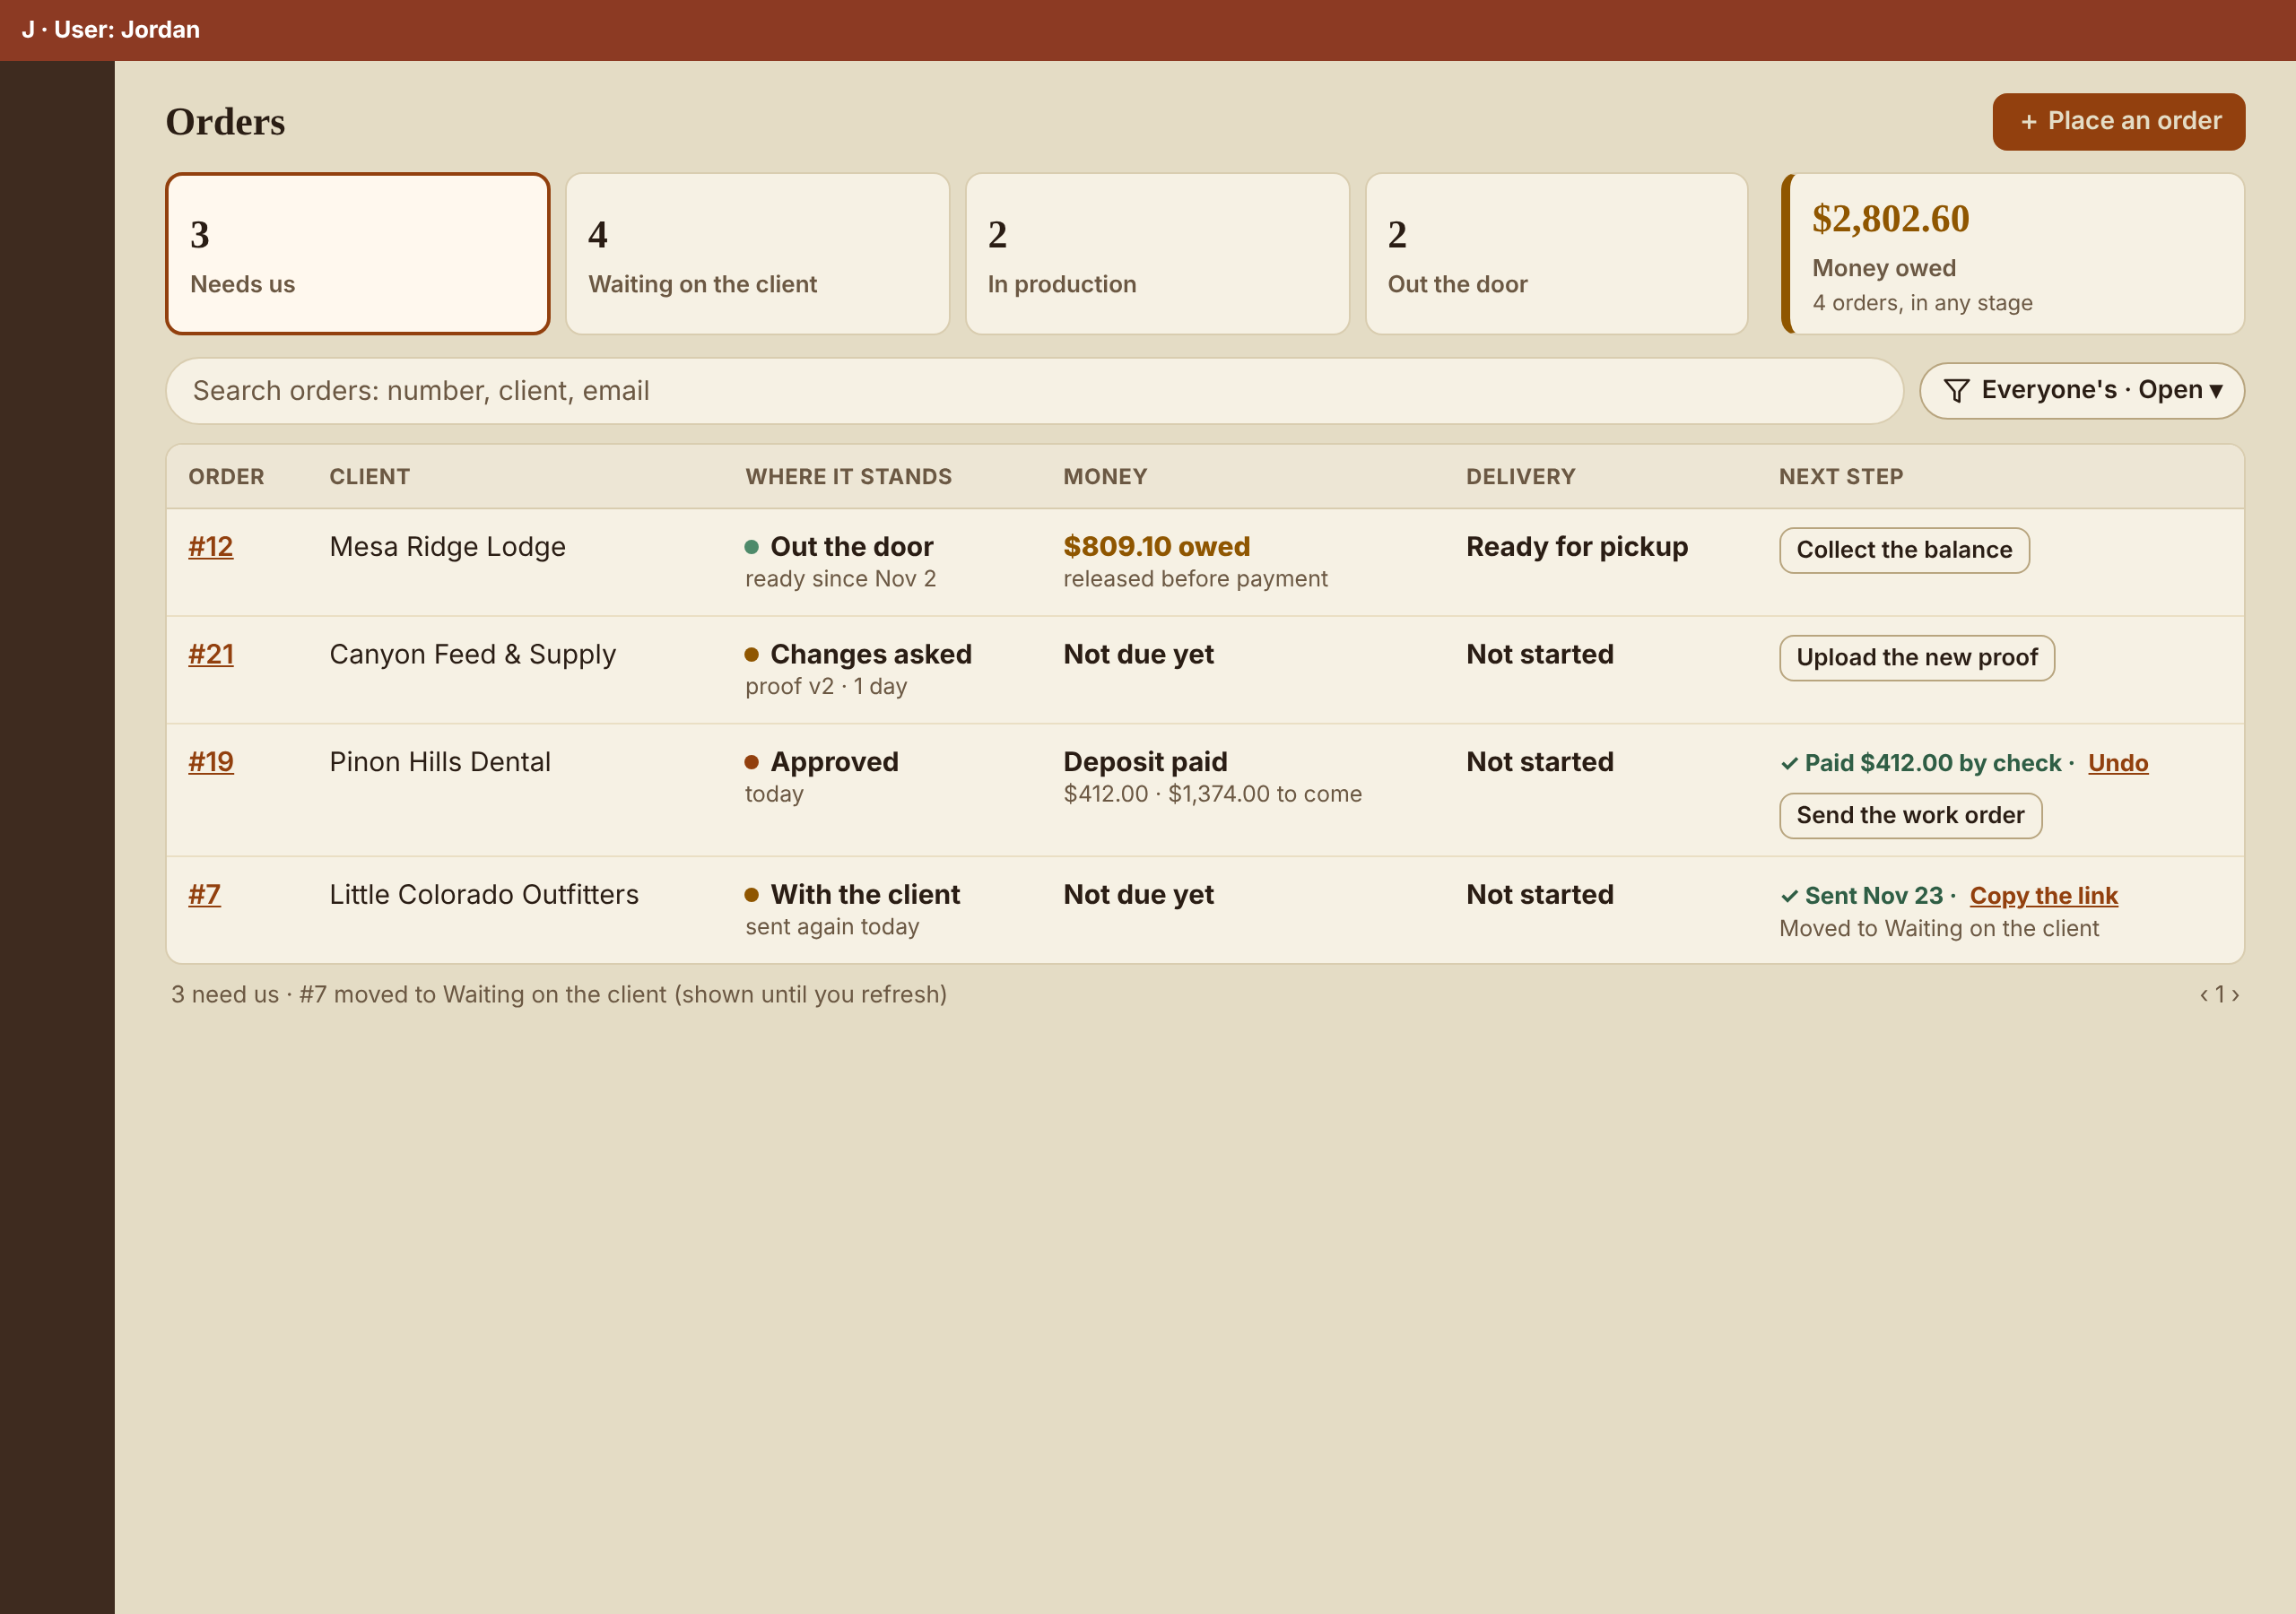 J · User: Jordan
Orders
+ Place an order
3
Needs us
4
Waiting on the client
2
In production
2
Out the door
$2,802.60
Money owed
4 orders, in any stage
Search orders: number, client, email
Everyone's · Open ▾
ORDER CLIENT WHERE IT STANDS MONEY DELIVERY NEXT STEP
#12 Mesa Ridge Lodge Out the door $809.10 owed Ready for pickup Collect the balance
ready since Nov 2 released before payment
#21 Canyon Feed & Supply Changes asked Not due yet Not started Upload the new proof
proof v2 · 1 day
#19 Pinon Hills Dental Approved Deposit paid Not started ✓ Paid $412.00 by check · Undo
today $412.00 · $1,374.00 to come
Send the work order
#7 Little Colorado Outfitters With the client Not due yet Not started ✓ Sent Nov 23 · Copy the link
sent again today Moved to Waiting on the client
3 need us · #7 moved to Waiting on the client (shown until you refresh)
‹ 1 ›